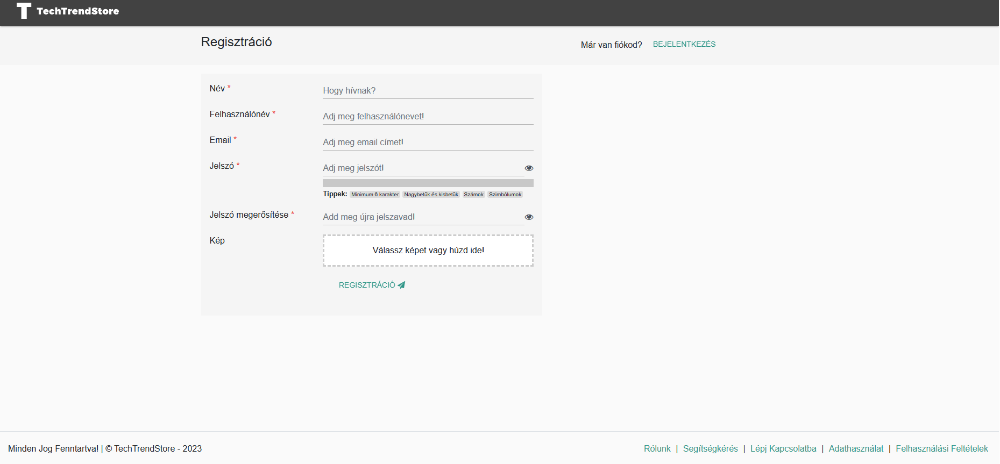 TechTrendStore
Regisztráció
Már van fiókod? BEJELENTKEZÉS
Név * Hogy hívnak?
Felhasználónév * Adj meg felhasználónevet!
Email * Adj meg email címet!
Jelszó * Adj meg jelszót!
Tippek: Minimum 6 karakter Nagybetűk és kisbetűk Számok Szimbólumok
Jelszó megerősítése * Add meg újra jelszavad!
Kép Válassz képet vagy húzd ide!
REGISZTRÁCIÓ
Minden Jog Fenntartva! | © TechTrendStore - 2023
Rólunk | Segítségkérés | Lépj Kapcsolatba | Adathasználat | Felhasználási Feltételek